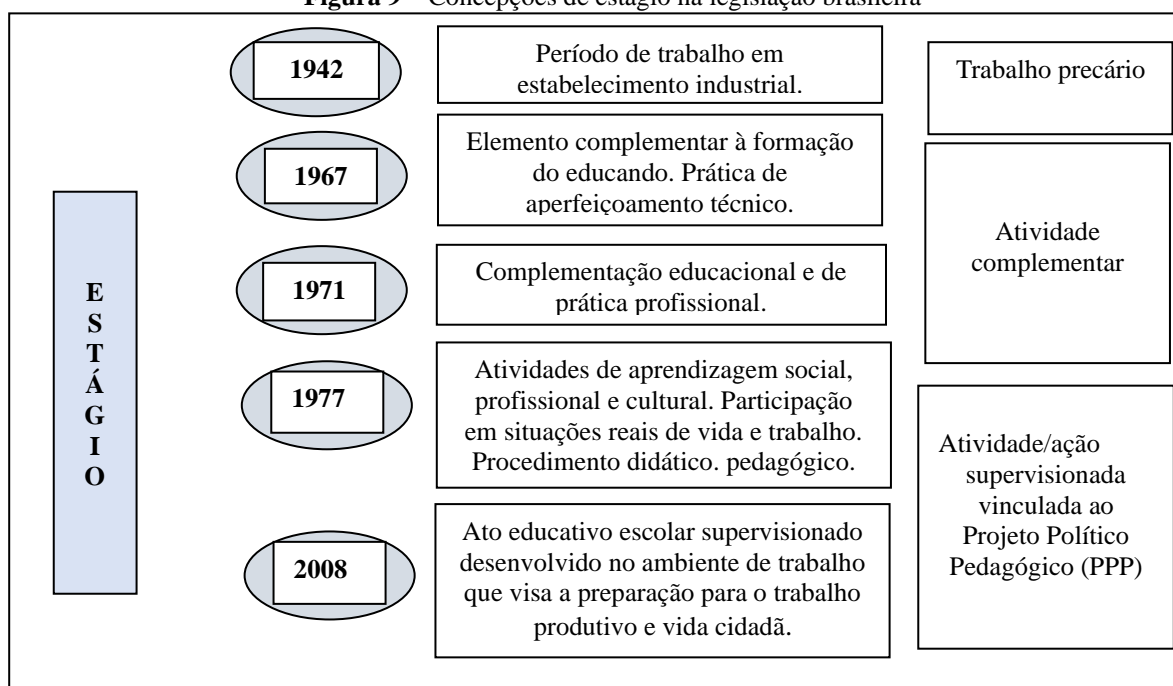 Figura 9 – Concepções de estágio na legislação brasileira
E
S
T
Á
G
I
O
1942
Período de trabalho em
estabelecimento industrial.
Trabalho precário
1967
Elemento complementar à formação
do educando. Prática de
aperfeiçoamento técnico.
Atividade
complementar
1971
Complementação educacional e de
prática profissional.
1977
Atividades de aprendizagem social,
profissional e cultural. Participação
em situações reais de vida e trabalho.
Procedimento didático. pedagógico.
Atividade/ação
supervisionada
vinculada ao
Projeto Político
Pedagógico (PPP)
2008
Ato educativo escolar supervisionado
desenvolvido no ambiente de trabalho
que visa a preparação para o trabalho
produtivo e vida cidadã.